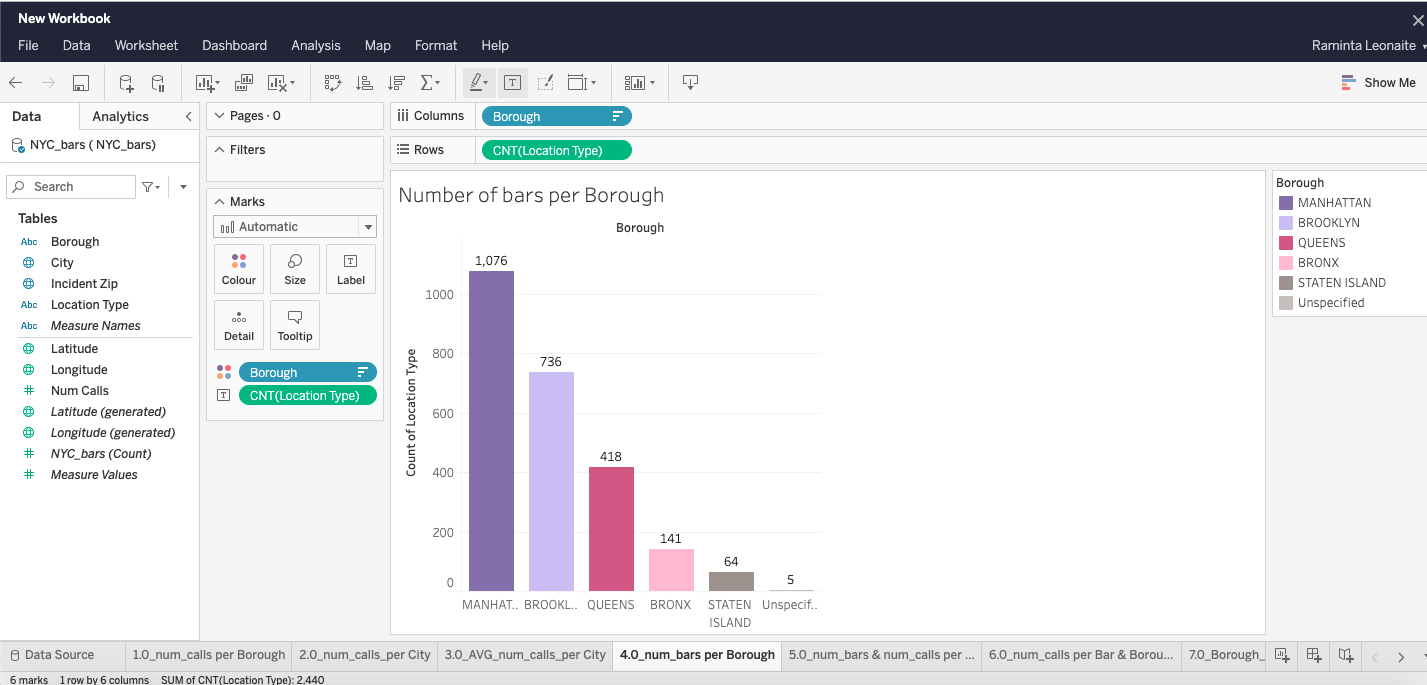 New Workbook
File Data Worksheet Dashboard Analysis Map Format Help
Raminta Leonaite
Show Me
Data Analytics
NYC_bars ( NYC_bars)
Search
Tables
Abc Borough
City
Incident Zip
Abc Location Type
Abc Measure Names
Latitude
Longitude
# Num Calls
Latitude (generated)
Longitude (generated)
# NYC_bars (Count)
# Measure Values
Pages · 0
Filters
Marks
Automatic
Colour Size Label
Detail Tooltip
Borough
CNT(Location Type)
Columns Borough
Rows CNT(Location Type)
Number of bars per Borough
Borough
Count of Location Type
1000
800
600
400
200
0
1,076
736
418
141
64
5
MANHAT.. BROOKL.. QUEENS BRONX STATEN ISLAND Unspecif..
Borough
MANHATTAN
BROOKLYN
QUEENS
BRONX
STATEN ISLAND
Unspecified
Data Source 1.0_num_calls per Borough 2.0_num_calls per City 3.0_AVG_num_calls_per City 4.0_num_bars per Borough 5.0_num_bars & num_calls per ... 6.0_num_calls per Bar & Borou... 7.0_Borough_
6 marks 1 row by 6 columns SUM of CNT(Location Type): 2,440